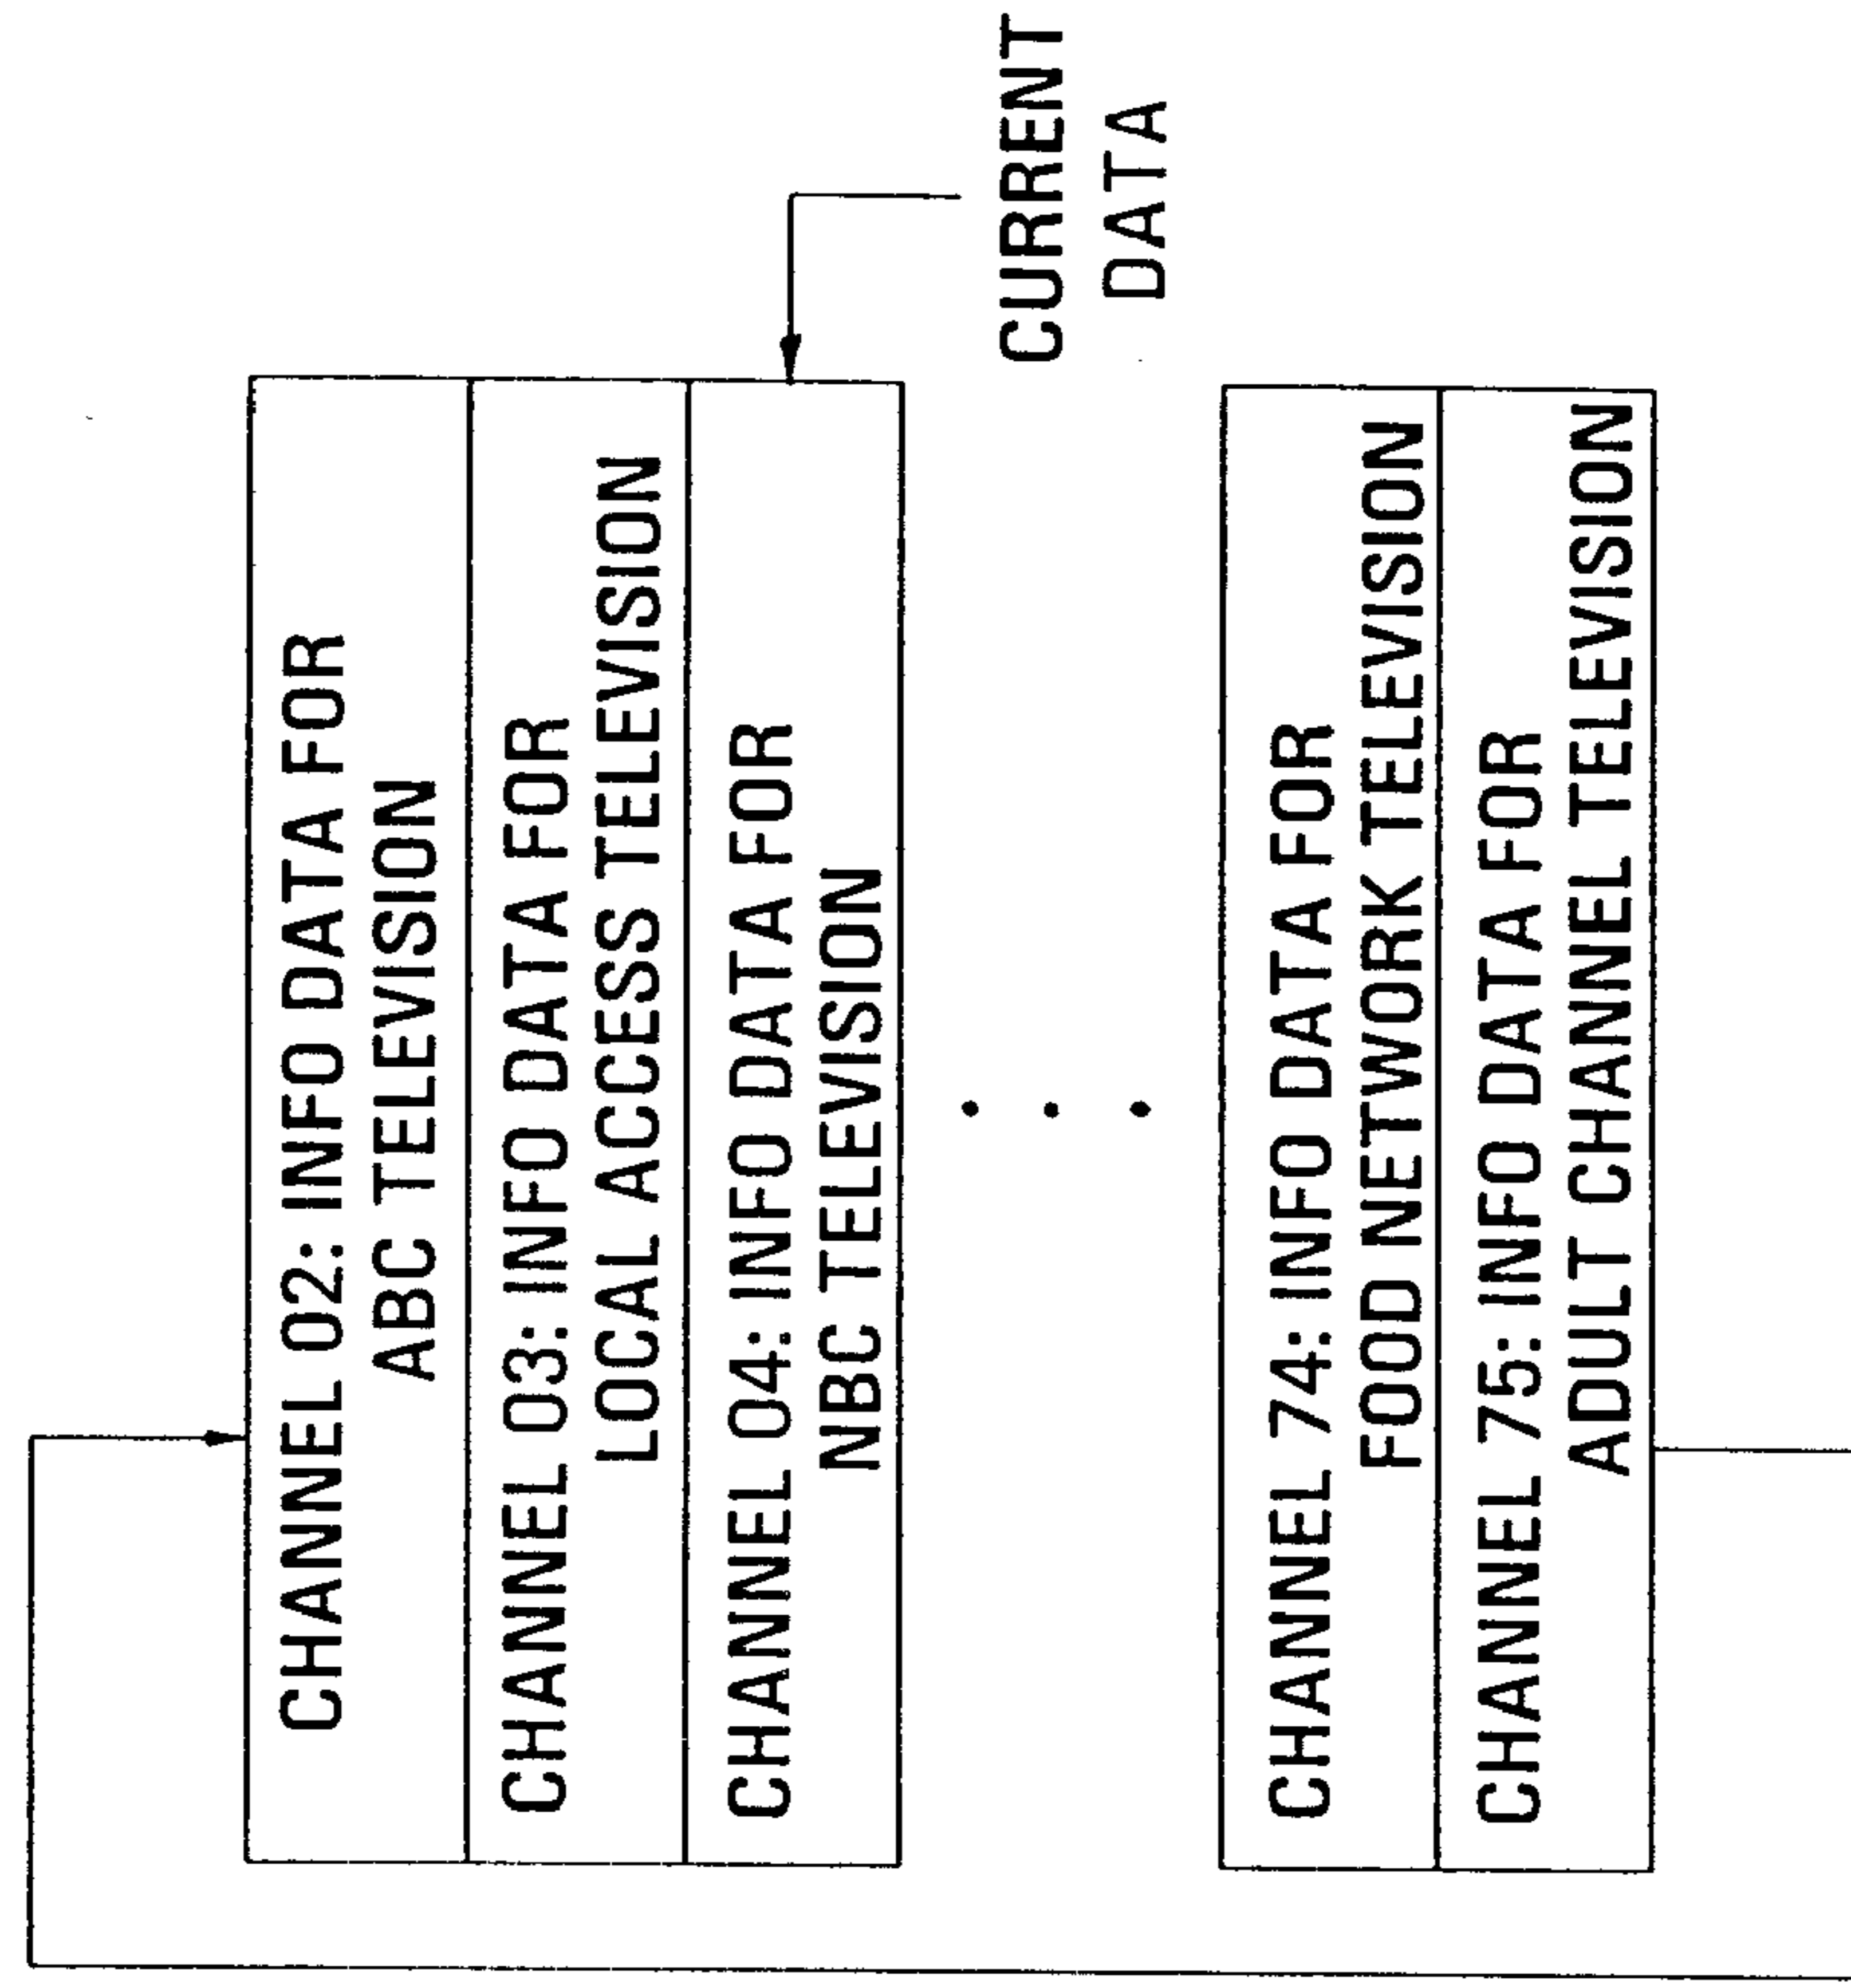 CHANNEL 02: INFO DATA FOR
ABC TELEVISION
CHANNEL 03: INFO DATA FOR
LOCAL ACCESS TELEVISION
CHANNEL 04: INFO DATA FOR
NBC TELEVISION
CURRENT
DATA
CHANNEL 74: INFO DATA FOR
FOOD NETWORK TELEVISION
CHANNEL 75: INFO DATA FOR
ADULT CHANNEL TELEVISION